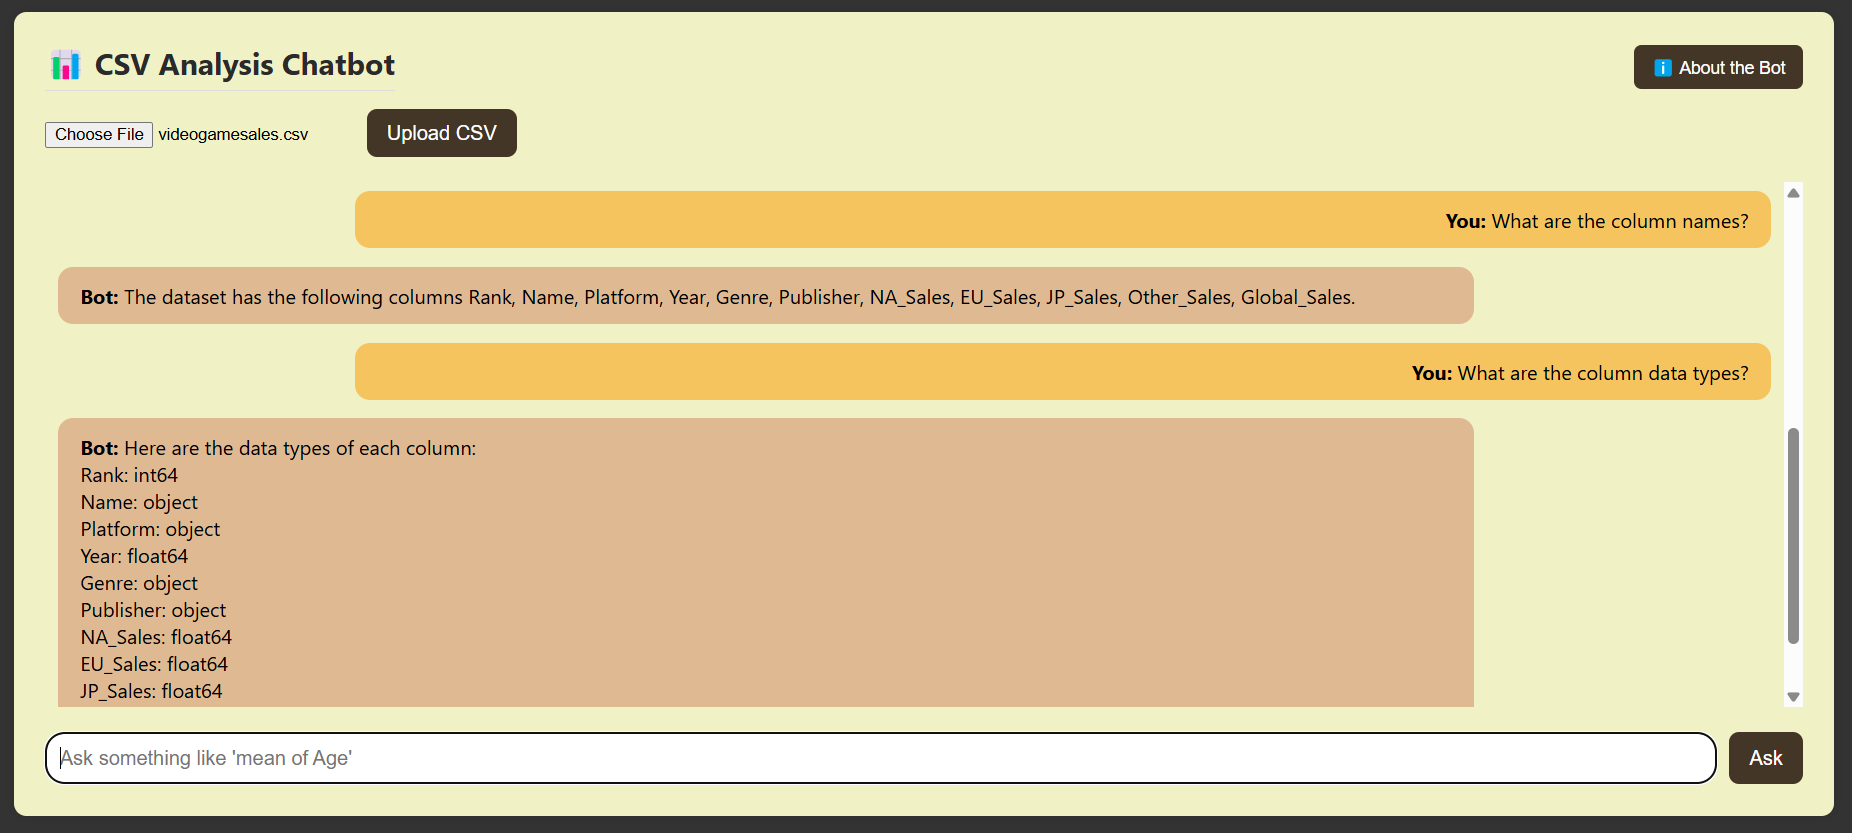 CSV Analysis Chatbot
About the Bot
Choose File videogamesales.csv
Upload CSV
You: What are the column names?
Bot: The dataset has the following columns Rank, Name, Platform, Year, Genre, Publisher, NA_Sales, EU_Sales, JP_Sales, Other_Sales, Global_Sales.
You: What are the column data types?
Bot: Here are the data types of each column:
Rank: int64
Name: object
Platform: object
Year: float64
Genre: object
Publisher: object
NA_Sales: float64
EU_Sales: float64
JP_Sales: float64
Ask something like 'mean of Age'
Ask